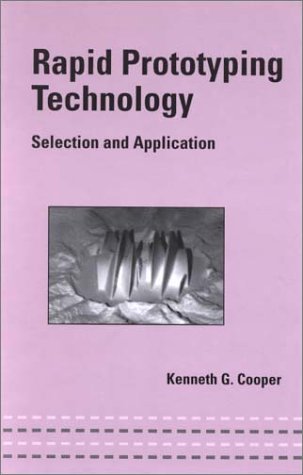 Rapid Prototyping
Technology
Selection and Application
Kenneth G. Cooper